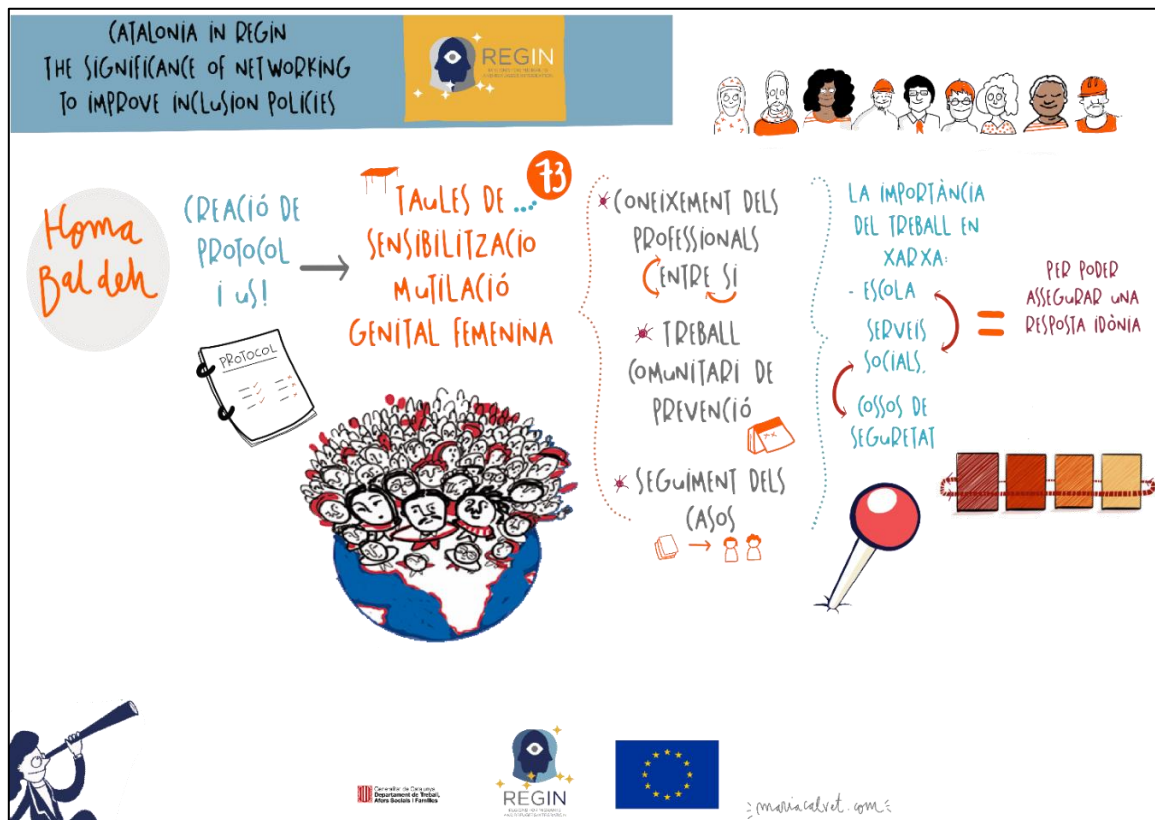 CATALONIA IN REGIN
THE SIGNIFICANCE OF NETWORKING
TO IMPROVE INCLUSION POLICIES
REGIN
Homa
Baldeh
CREACIÓ DE
PROTOCOL
I US!
PROTOCOL
73
TAULES DE ...
SENSIBILITZACIO
MUTILACIÓ
GENITAL FEMENINA
CONEIXEMENT DELS
PROFESSIONALS
ENTRE SI
TREBALL
COMUNITARI DE
PREVENCIÓ
SEGUIMENT DELS
CASOS
LA IMPORTÀNCIA
DEL TREBALL EN
XARXA:
- ESCOLA
SERVEIS
SOCIALS.
COSSOS DE
SEGURETAT
=
PER PODER
ASSEGURAR UNA
RESPOSTA IDÒNIA
Generalitat de Catalunya
Departament de Treball,
Afers Socials i Famílies
REGIN
mariacalvet.com